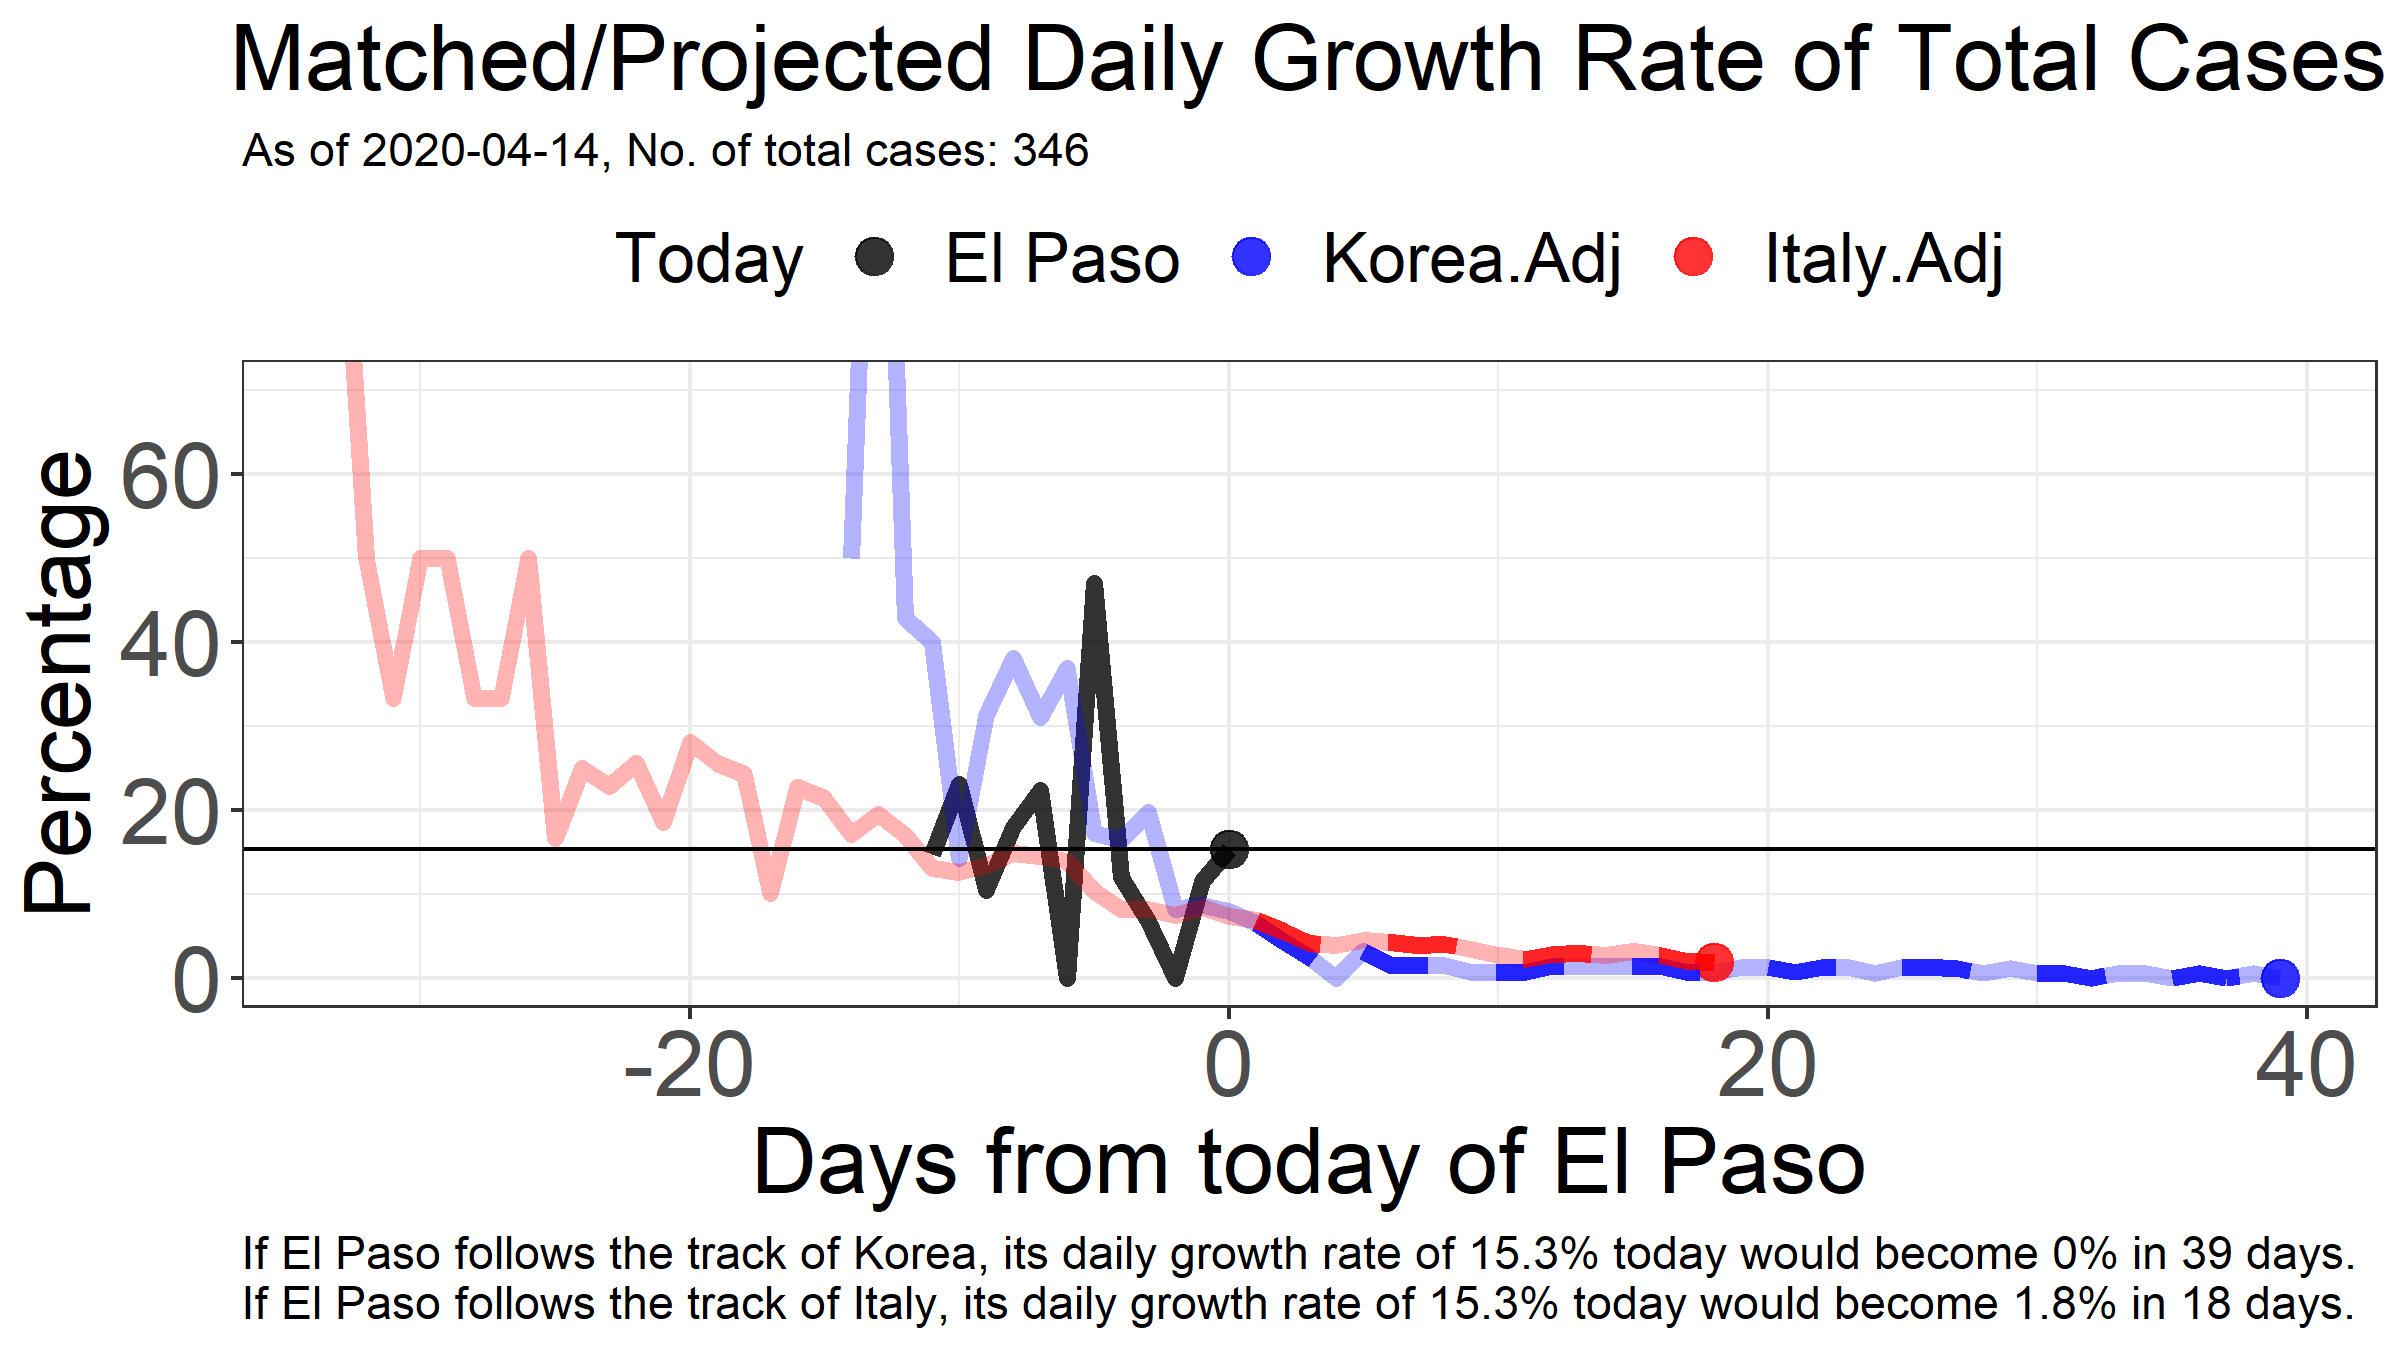 Matched/Projected Daily Growth Rate of Total Cases
As of 2020-04-14, No. of total cases: 346
Today El Paso Korea.Adj Italy.Adj
Percentage
60
40
20
0
-20 0 20 40
Days from today of El Paso
If El Paso follows the track of Korea, its daily growth rate of 15.3% today would become 0% in 39 days.
If El Paso follows the track of Italy, its daily growth rate of 15.3% today would become 1.8% in 18 days.